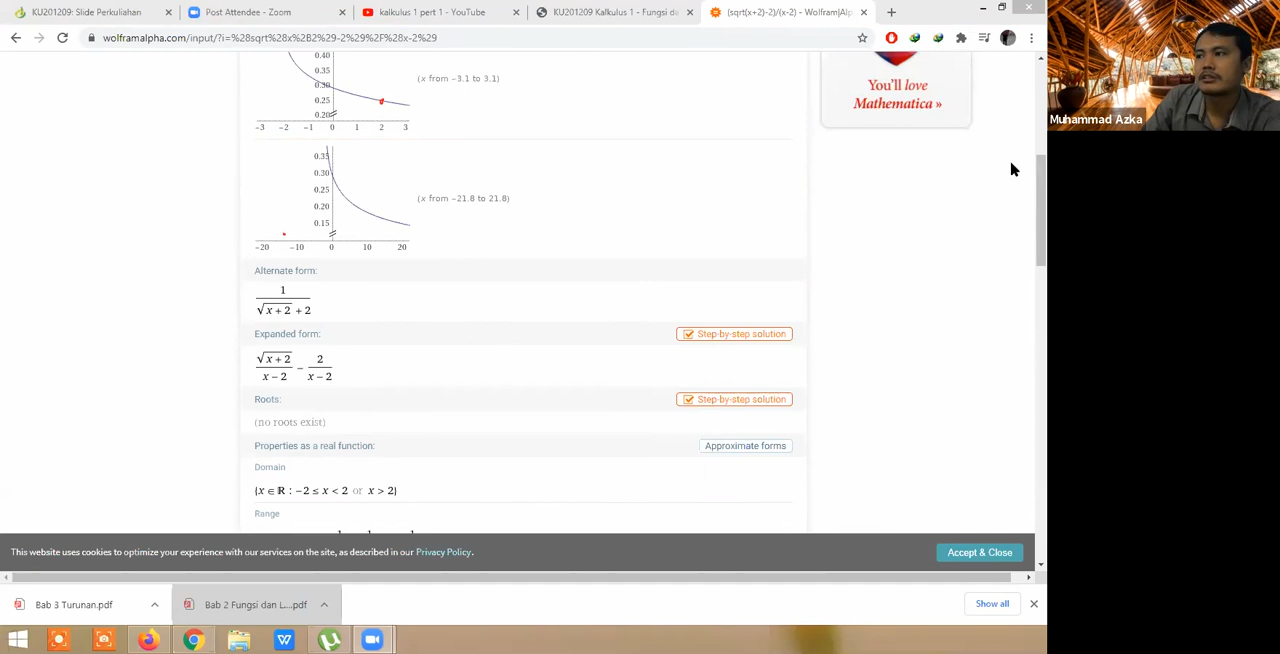 KU201209: Slide Perkuliahan
Post Attendee - Zoom
kalkulus 1 pert 1 - YouTube
KU201209 Kalkulus 1 - Fungsi da
(sqrt(x+2)-2)/(x-2) - Wolfram|Alp
wolframalpha.com/input/?i=%28sqrt%28x%2B2%29-2%29%2F%28x-2%29
0.40
0.35
0.30
0.25
0.20
-3 -2 -1 0 1 2 3
(x from -3.1 to 3.1)
You'll love
Mathematica »
Muhammad Azka
0.35
0.30
0.25
0.20
0.15
-20 -10 0 10 20
(x from -21.8 to 21.8)
Alternate form:
1
√x + 2 + 2
Expanded form:
Step-by-step solution
√x + 2 2
x − 2 − x − 2
Roots:
Step-by-step solution
(no roots exist)
Properties as a real function:
Approximate forms
Domain
{x ∈ ℝ : −2 ≤ x < 2 or x > 2}
Range
This website uses cookies to optimize your experience with our services on the site, as described in our Privacy Policy.
Accept & Close
Bab 3 Turunan.pdf
Bab 2 Fungsi dan L....pdf
Show all